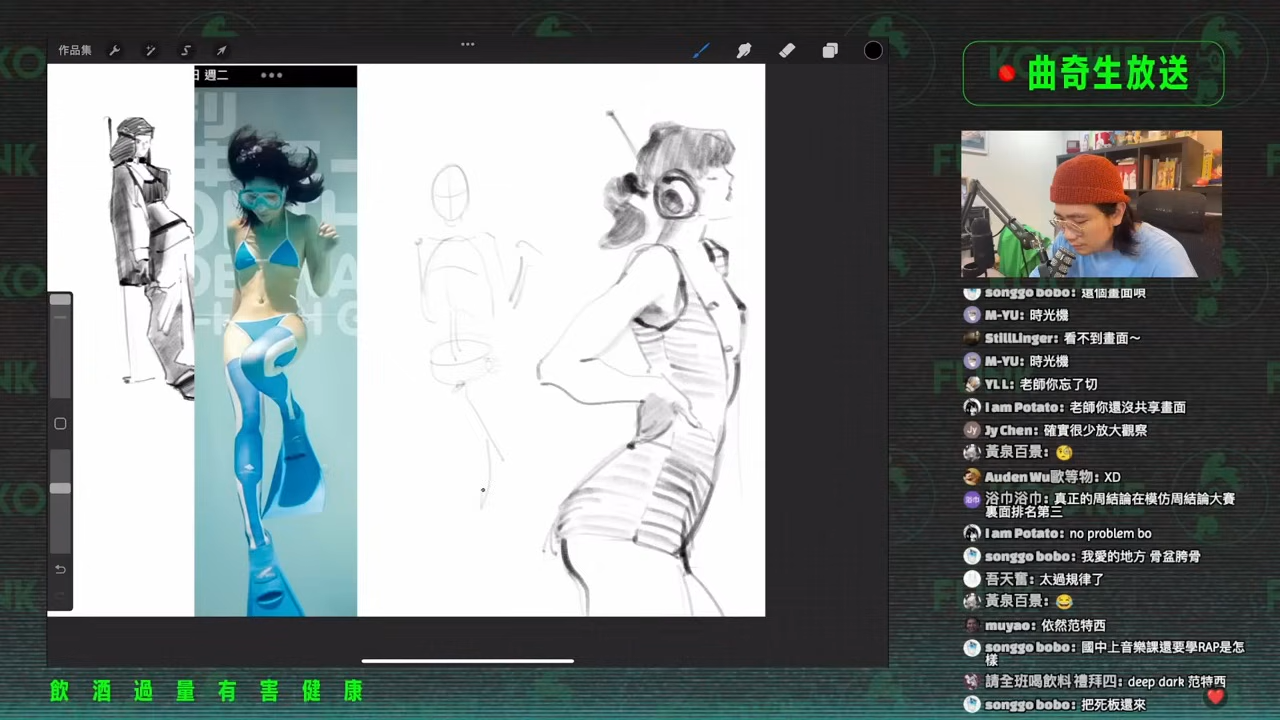 作品集
日 週二
曲奇生放送
songgo bobo: 這個畫面唄
M-YU: 時光機
StillLinger: 看不到畫面～
M-YU: 時光機
YL L: 老師你忘了切
I am Potato: 老師你還沒共享畫面
Jy Chen: 確實很少放大觀察
黃泉百景: 🧐
Auden Wu歐等物: XD
浴巾浴巾: 真正的周結論在模仿周結論大賽
裏面排名第三
I am Potato: no problem bo
songgo bobo: 我愛的地方 骨盆胯骨
吾天奮: 太過規律了
黃泉百景: 😂
muyao: 依然范特西
songgo bobo: 國中上音樂課還要學RAP是怎
樣
請全班喝飲料 禮拜四: deep dark 范特西
songgo bobo: 把死板還來
飲酒過量有害健康